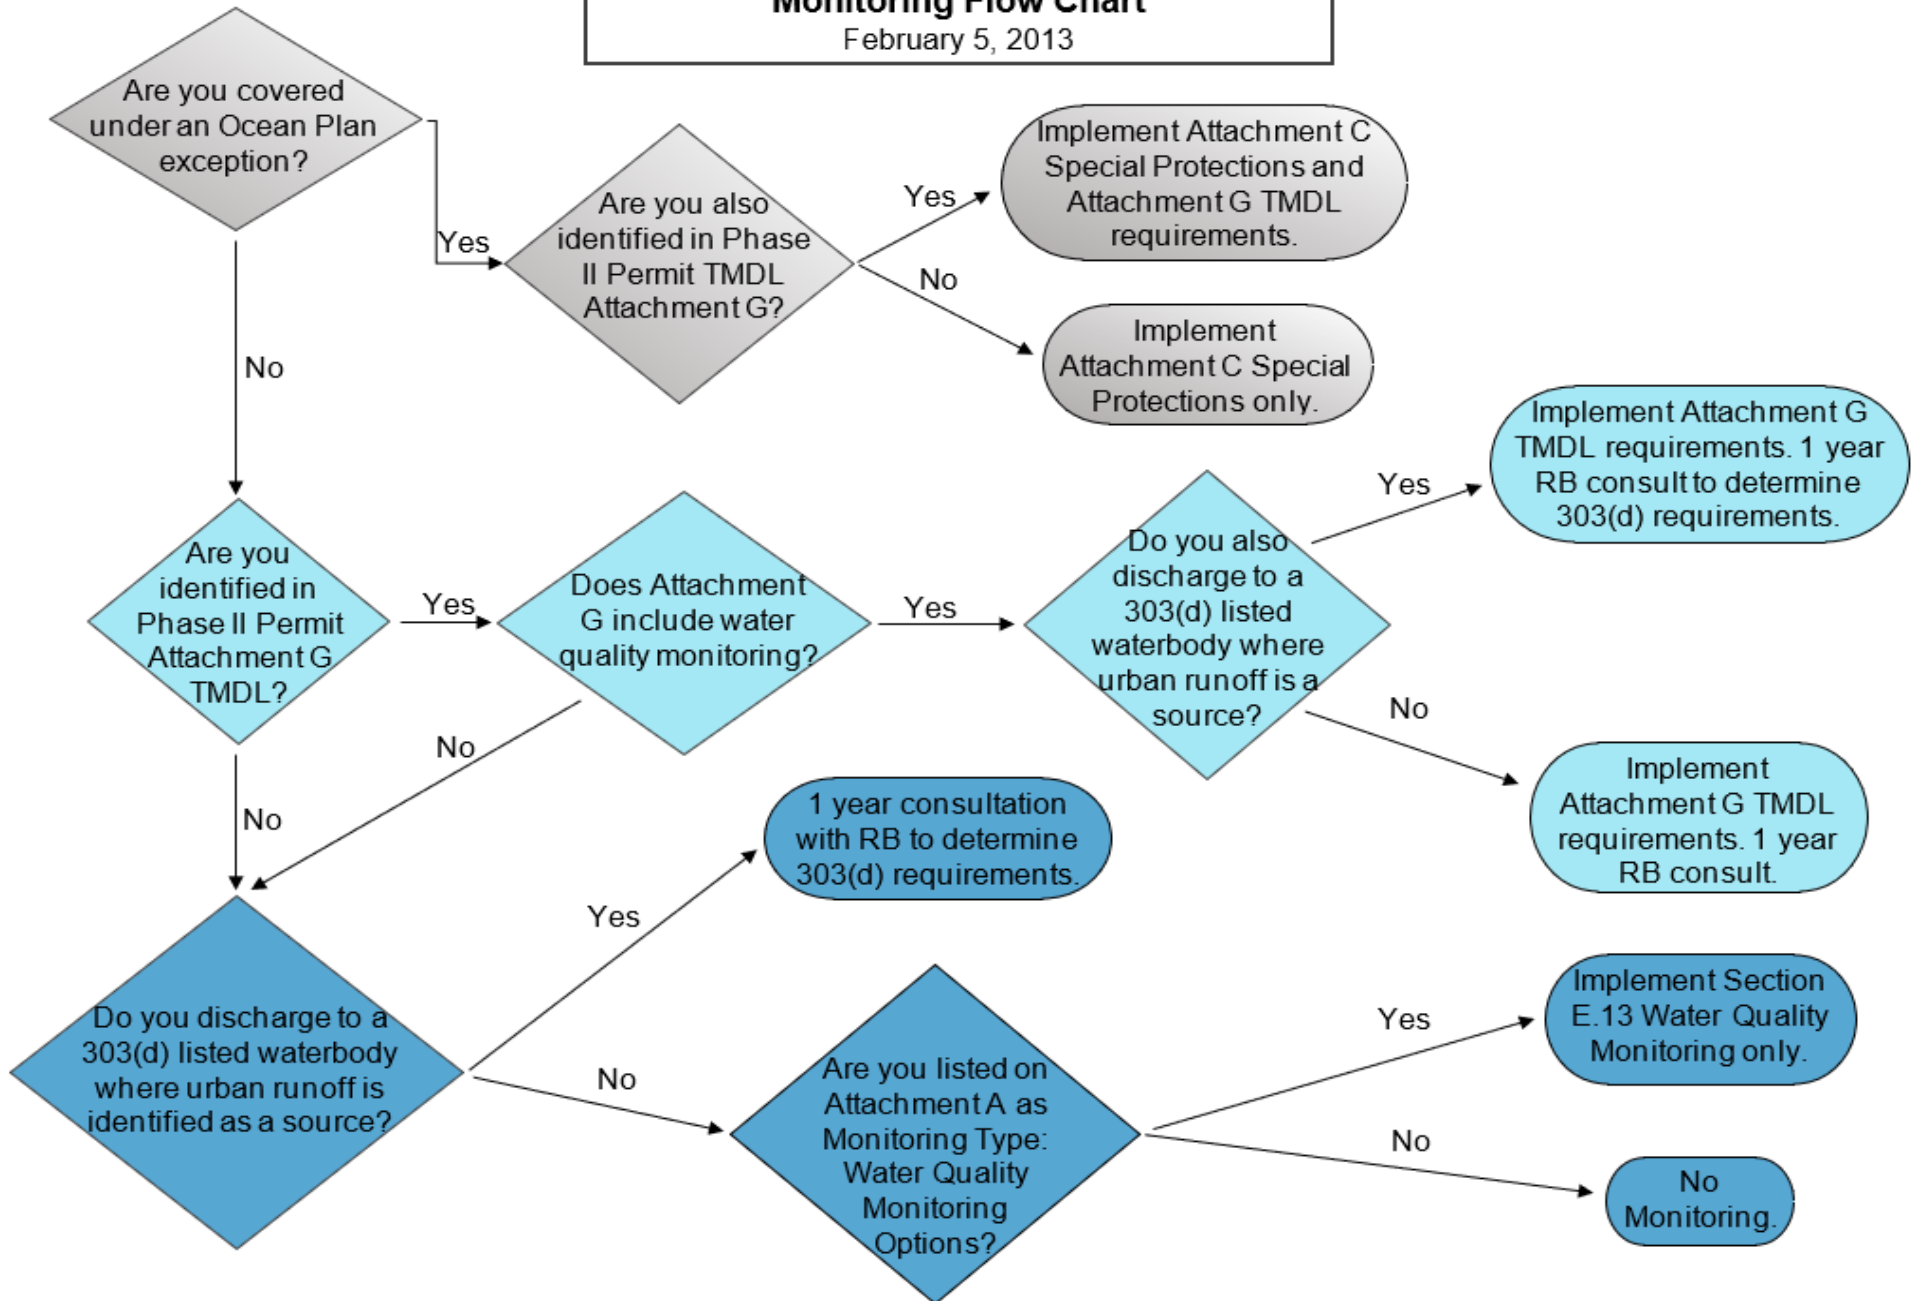 Monitoring Flow Chart
February 5, 2013
Are you covered
under an Ocean Plan
exception?
Yes
No
Are you also
identified in Phase
II Permit TMDL
Attachment G?
Yes
No
Implement Attachment C
Special Protections and
Attachment G TMDL
requirements.
Implement
Attachment C Special
Protections only.
Are you
identified in
Phase II Permit
Attachment G
TMDL?
Yes
No
Does Attachment
G include water
quality monitoring?
Yes
No
Do you also
discharge to a
303(d) listed
waterbody where
urban runoff is a
source?
Yes
No
Implement Attachment G
TMDL requirements. 1 year
RB consult to determine
303(d) requirements.
Implement
Attachment G TMDL
requirements. 1 year
RB consult.
Do you discharge to a
303(d) listed waterbody
where urban runoff is
identified as a source?
Yes
No
1 year consultation
with RB to determine
303(d) requirements.
Are you listed on
Attachment A as
Monitoring Type:
Water Quality
Monitoring
Options?
Yes
No
Implement Section
E.13 Water Quality
Monitoring only.
No
Monitoring.